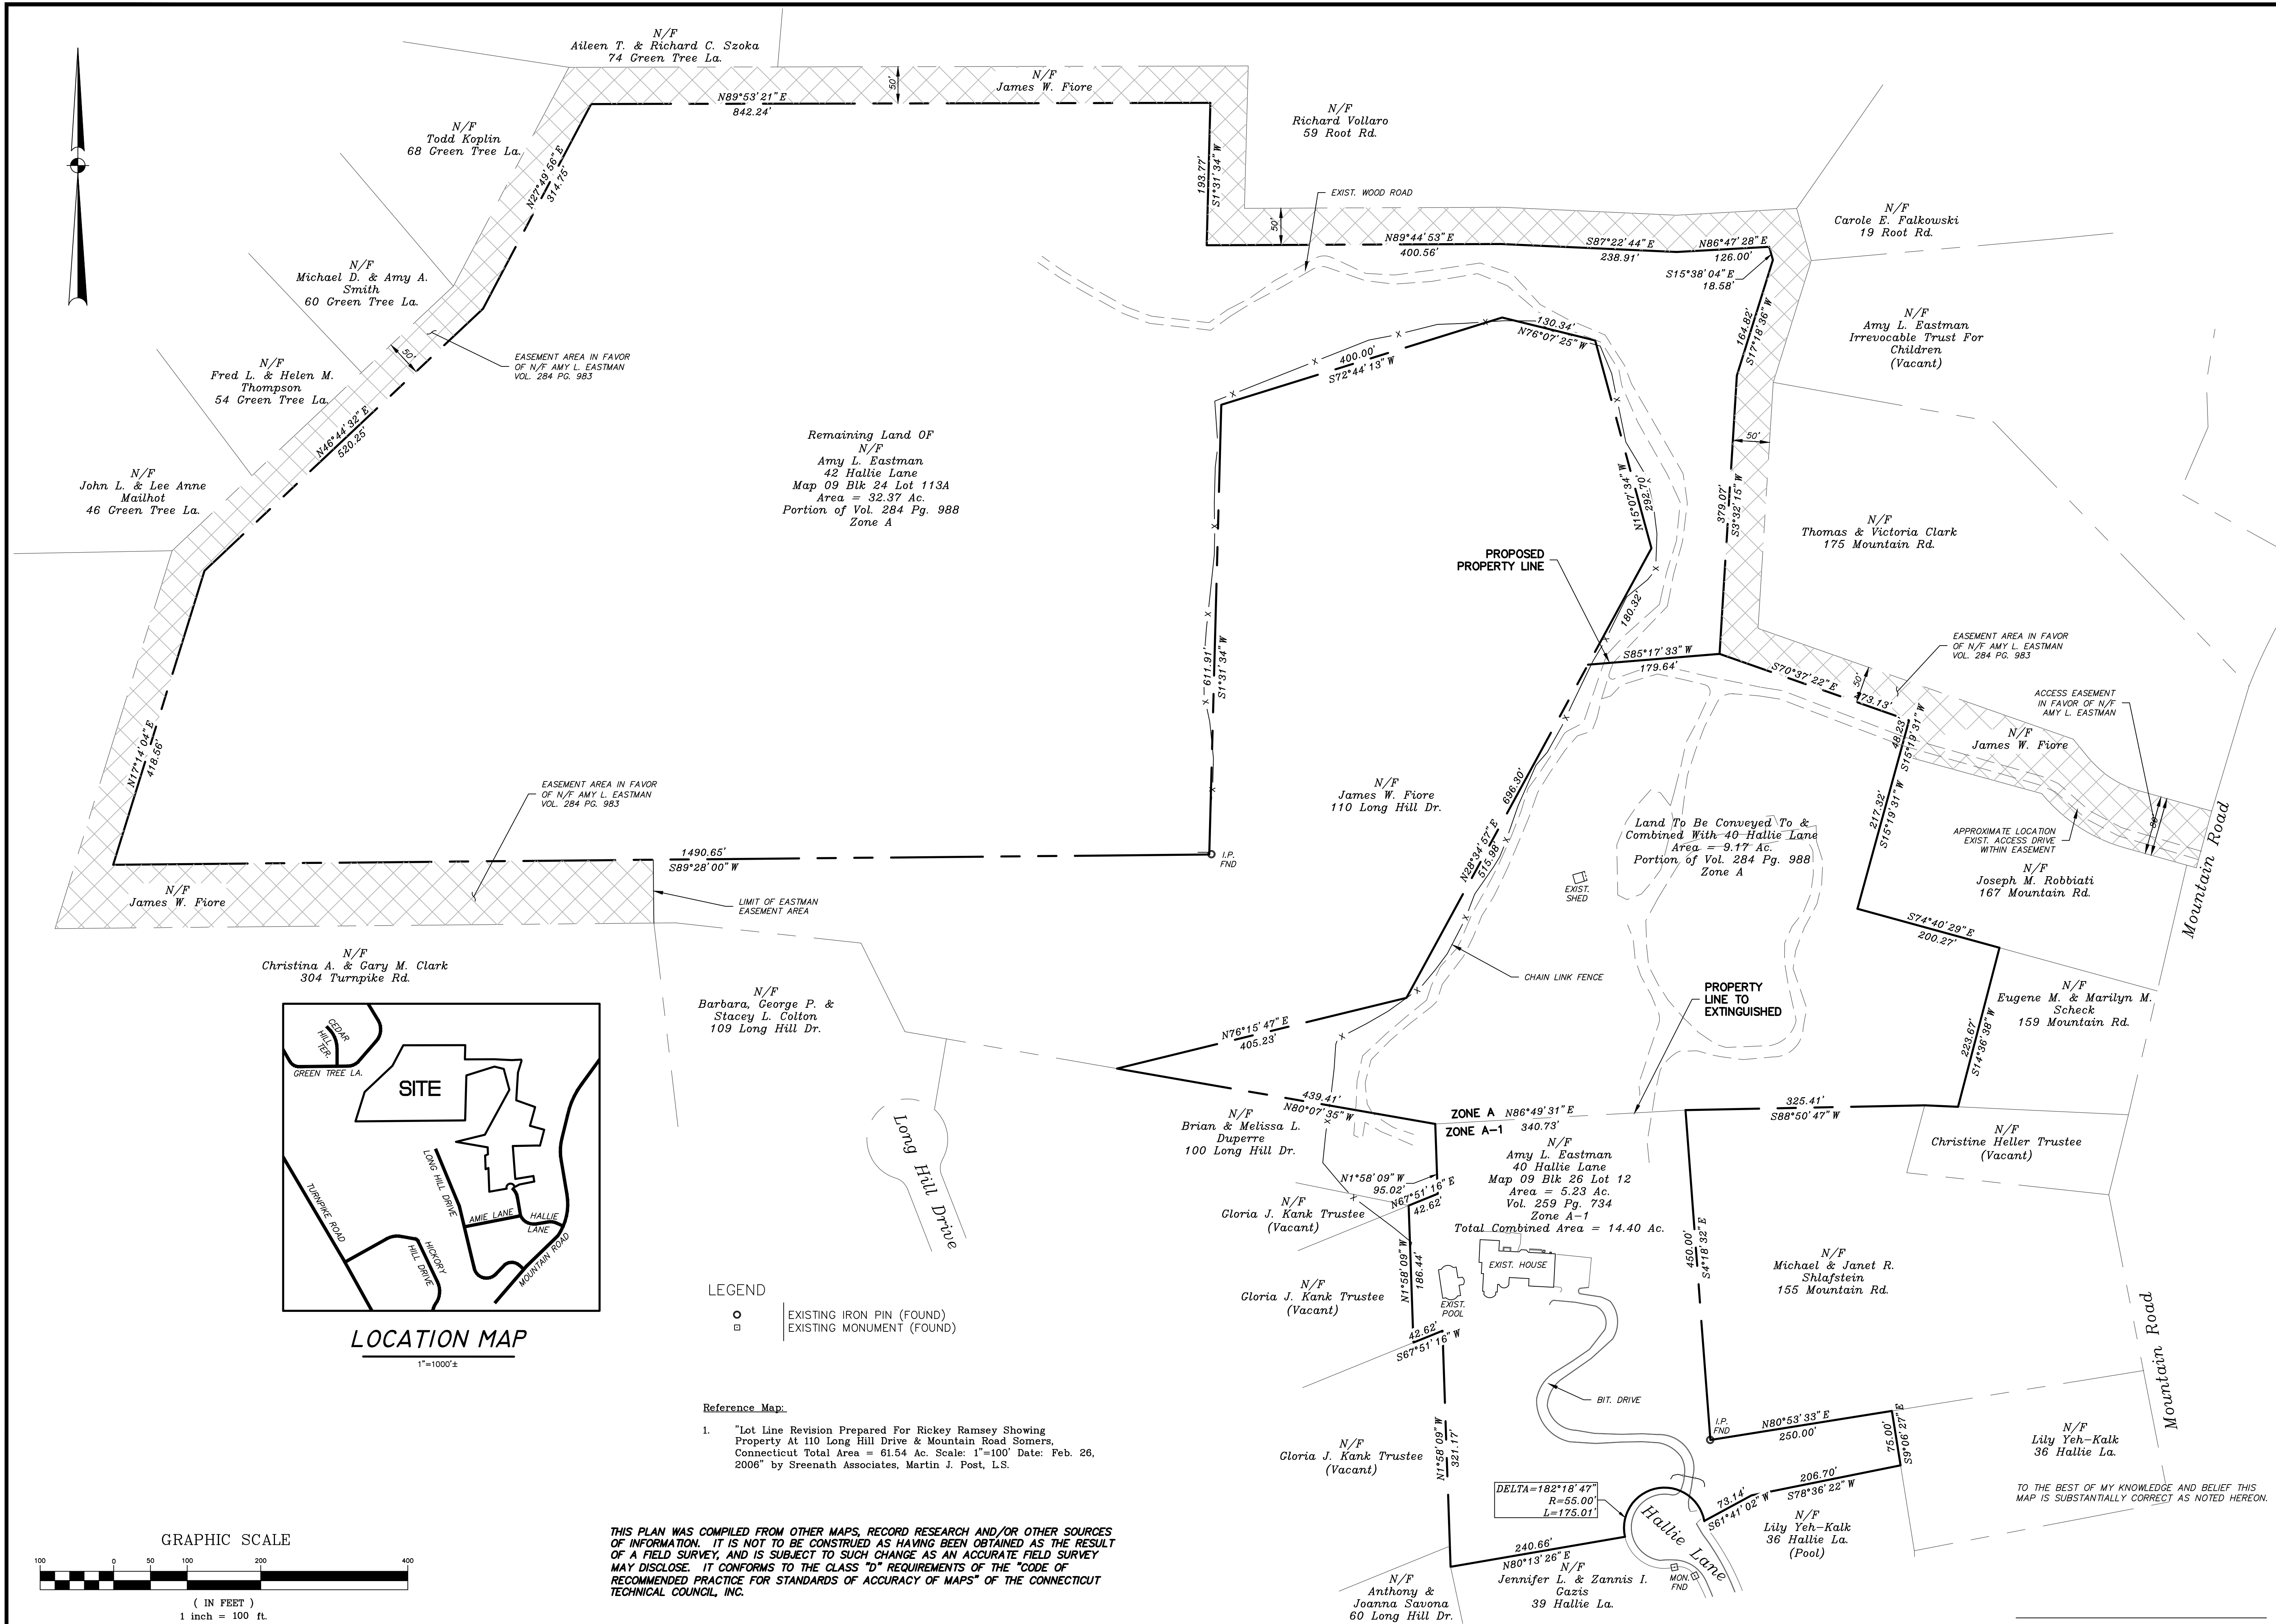 N/F
Aileen T. & Richard C. Szoka
74 Green Tree La.
N/F
James W. Fiore
50'
N89°53'21" E
842.24'
N/F
Todd Koplin
68 Green Tree La.
N27°49'56" E
314.75'
N/F
Richard Vollaro
59 Root Rd.
193.77'
S1°31'34" W
EXIST. WOOD ROAD
50'
N89°44'53" E
400.56'
S87°22'44" E
238.91'
N86°47'28" E
126.00'
S15°38'04" E
18.58'
N/F
Carole E. Falkowski
19 Root Rd.
N/F
Michael D. & Amy A.
Smith
60 Green Tree La.
50'
EASEMENT AREA IN FAVOR
OF N/F AMY L. EASTMAN
VOL. 284 PG. 983
N/F
Fred L. & Helen M.
Thompson
54 Green Tree La.
N46°44'32" E
520.25'
N/F
John L. & Lee Anne
Mailhot
46 Green Tree La.
Remaining Land OF
N/F
Amy L. Eastman
42 Hallie Lane
Map 09 Blk 24 Lot 113A
Area = 32.37 Ac.
Portion of Vol. 284 Pg. 988
Zone A
400.00'
S72°44'13" W
130.34'
N76°07'25" W
164.82'
S17°18'36" W
N/F
Amy L. Eastman
Irrevocable Trust For
Children
(Vacant)
50'
N15°07'34" W
292.70'
379.07'
S3°32'15" W
N/F
Thomas & Victoria Clark
175 Mountain Rd.
PROPOSED
PROPERTY LINE
180.32'
611.91'
S1°31'34" W
S85°17'33" W
179.64'
S70°37'22" E
273.13'
50'
EASEMENT AREA IN FAVOR
OF N/F AMY L. EASTMAN
VOL. 284 PG. 983
ACCESS EASEMENT
IN FAVOR OF N/F
AMY L. EASTMAN
48.23'
S15°19'31" W
N/F
James W. Fiore
N17°14'04" E
418.56'
EASEMENT AREA IN FAVOR
OF N/F AMY L. EASTMAN
VOL. 284 PG. 983
N/F
James W. Fiore
110 Long Hill Dr.
696.30'
N28°34'57" E
515.98'
Land To Be Conveyed To &
Combined With 40 Hallie Lane
Area = 9.17 Ac.
Portion of Vol. 284 Pg. 988
Zone A
217.32'
S15°19'31" W
APPROXIMATE LOCATION
EXIST. ACCESS DRIVE
WITHIN EASEMENT
Mountain Road
1490.65'
S89°28'00" W
I.P.
FND
N/F
James W. Fiore
LIMIT OF EASTMAN
EASEMENT AREA
EXIST.
SHED
N/F
Joseph M. Robbiati
167 Mountain Rd.
S74°40'29" E
200.27'
N/F
Christina A. & Gary M. Clark
304 Turnpike Rd.
N/F
Barbara, George P. &
Stacey L. Colton
109 Long Hill Dr.
CHAIN LINK FENCE
PROPERTY
LINE TO
EXTINGUISHED
N/F
Eugene M. & Marilyn M.
Scheck
159 Mountain Rd.
N76°15'47" E
405.23'
223.67'
S14°36'38" W
CEDAR
HILL
TER.
GREEN TREE LA.
SITE
LONG HILL DRIVE
TURNPIKE ROAD
AMIE LANE
HALLIE
LANE
HICKORY
HILL DRIVE
MOUNTAIN ROAD
LOCATION MAP
1"=1000'±
Long Hill Drive
439.41'
N80°07'35" W
N/F
Brian & Melissa L.
Duperre
100 Long Hill Dr.
ZONE A
ZONE A-1
N86°49'31" E
340.73'
325.41'
S88°50'47" W
N/F
Christine Heller Trustee
(Vacant)
N1°58'09" W
95.02'
N67°51'16" E
42.62'
N/F
Amy L. Eastman
40 Hallie Lane
Map 09 Blk 26 Lot 12
Area = 5.23 Ac.
Vol. 259 Pg. 734
Zone A-1
Total Combined Area = 14.40 Ac.
N/F
Gloria J. Kank Trustee
(Vacant)
N1°58'09" W
186.44'
N/F
Gloria J. Kank Trustee
(Vacant)
EXIST. HOUSE
EXIST.
POOL
450.00'
S4°18'32" E
N/F
Michael & Janet R.
Shlafstein
155 Mountain Rd.
42.62'
S67°51'16" W
LEGEND
EXISTING IRON PIN (FOUND)
EXISTING MONUMENT (FOUND)
Mountain Road
Reference Map:
1. "Lot Line Revision Prepared For Rickey Ramsey Showing
Property At 110 Long Hill Drive & Mountain Road Somers,
Connecticut Total Area = 61.54 Ac. Scale: 1"=100' Date: Feb. 26,
2006" by Sreenath Associates, Martin J. Post, L.S.
BIT. DRIVE
I.P.
FND
N80°53'33" E
250.00'
75.00'
S9°06'27" E
N/F
Gloria J. Kank Trustee
(Vacant)
N1°58'09" W
321.17'
N/F
Lily Yeh-Kalk
36 Hallie La.
DELTA=182°18'47"
R=55.00'
L=175.01'
73.14'
S61°41'02" W
206.70'
S78°36'22" W
TO THE BEST OF MY KNOWLEDGE AND BELIEF THIS
MAP IS SUBSTANTIALLY CORRECT AS NOTED HEREON.
Hallie Lane
N/F
Lily Yeh-Kalk
36 Hallie La.
(Pool)
240.66'
N80°13'26" E
N/F
Jennifer L. & Zannis I.
Gazis
39 Hallie La.
MON.
FND
N/F
Anthony &
Joanna Savona
60 Long Hill Dr.
GRAPHIC SCALE
100 0 50 100 200 400
( IN FEET )
1 inch = 100 ft.
THIS PLAN WAS COMPILED FROM OTHER MAPS, RECORD RESEARCH AND/OR OTHER SOURCES
OF INFORMATION. IT IS NOT TO BE CONSTRUED AS HAVING BEEN OBTAINED AS THE RESULT
OF A FIELD SURVEY, AND IS SUBJECT TO SUCH CHANGE AS AN ACCURATE FIELD SURVEY
MAY DISCLOSE. IT CONFORMS TO THE CLASS "D" REQUIREMENTS OF THE "CODE OF
RECOMMENDED PRACTICE FOR STANDARDS OF ACCURACY OF MAPS" OF THE CONNECTICUT
TECHNICAL COUNCIL, INC.